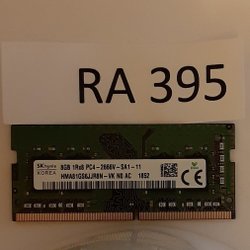 RA 395
SK hynix
KOREA
8GB 1Rx8 PC4-2666V-SA1-11
HMA81GS6JJR8N-VK N0 AC 1852